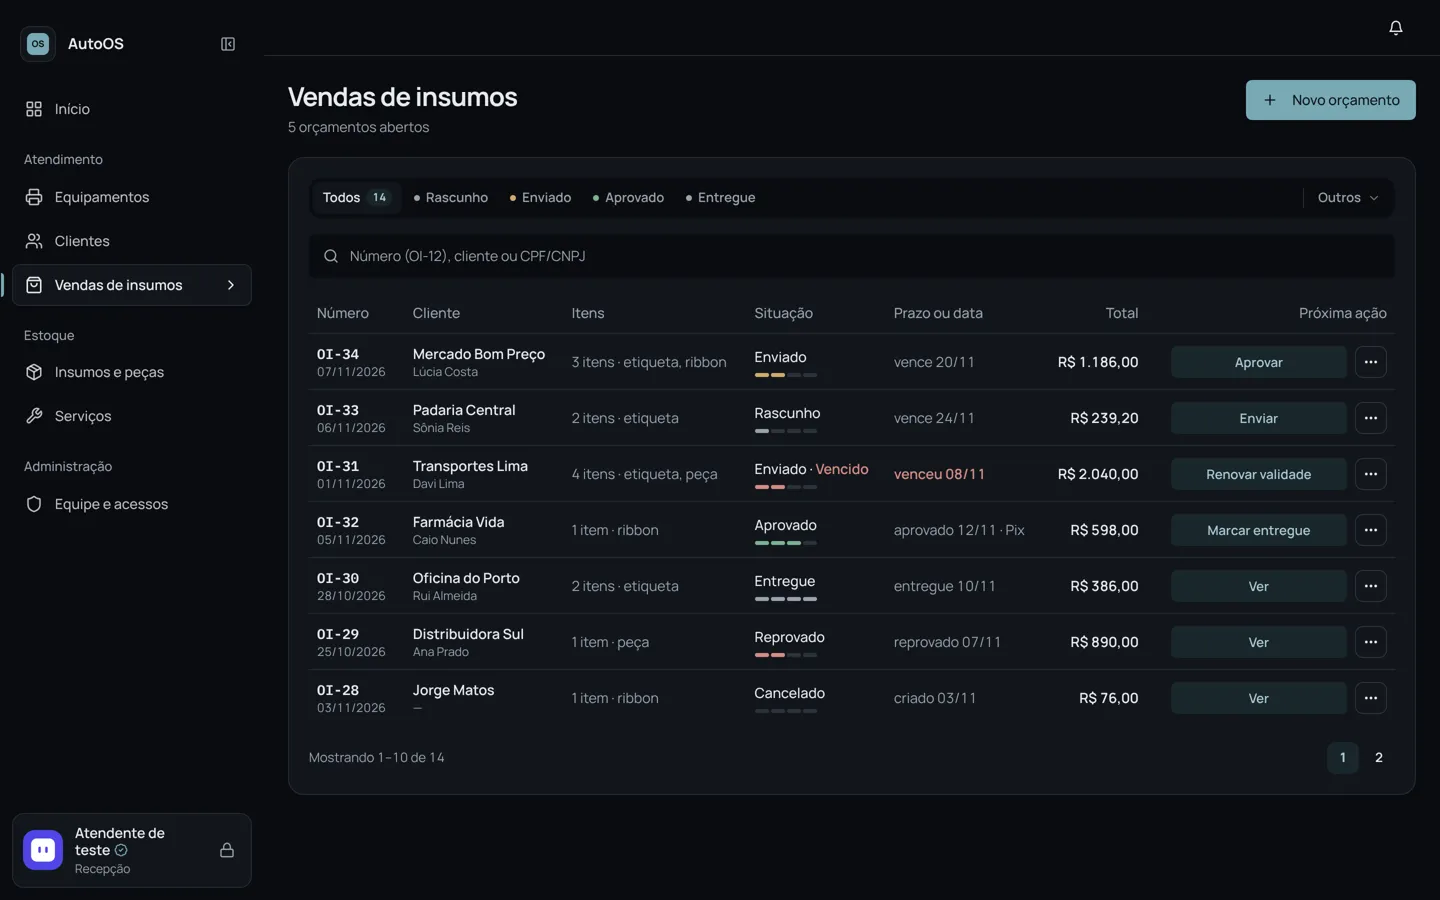 OS
AutoOS
Início
Atendimento
Equipamentos
Clientes
Vendas de insumos
Estoque
Insumos e peças
Serviços
Administração
Equipe e acessos
Atendente de
teste
Recepção
Vendas de insumos
5 orçamentos abertos
+ Novo orçamento
Todos 14 Rascunho Enviado Aprovado Entregue Outros
Número (OI-12), cliente ou CPF/CNPJ
Número Cliente Itens Situação Prazo ou data Total Próxima ação
OI-34 Mercado Bom Preço 3 itens · etiqueta, ribbon Enviado vence 20/11 R$ 1.186,00 Aprovar
07/11/2026 Lúcia Costa
OI-33 Padaria Central 2 itens · etiqueta Rascunho vence 24/11 R$ 239,20 Enviar
06/11/2026 Sônia Reis
OI-31 Transportes Lima 4 itens · etiqueta, peça Enviado · Vencido venceu 08/11 R$ 2.040,00 Renovar validade
01/11/2026 Davi Lima
OI-32 Farmácia Vida 1 item · ribbon Aprovado aprovado 12/11 · Pix R$ 598,00 Marcar entregue
05/11/2026 Caio Nunes
OI-30 Oficina do Porto 2 itens · etiqueta Entregue entregue 10/11 R$ 386,00 Ver
28/10/2026 Rui Almeida
OI-29 Distribuidora Sul 1 item · peça Reprovado reprovado 07/11 R$ 890,00 Ver
25/10/2026 Ana Prado
OI-28 Jorge Matos 1 item · ribbon Cancelado criado 03/11 R$ 76,00 Ver
03/11/2026 —
Mostrando 1–10 de 14 1 2